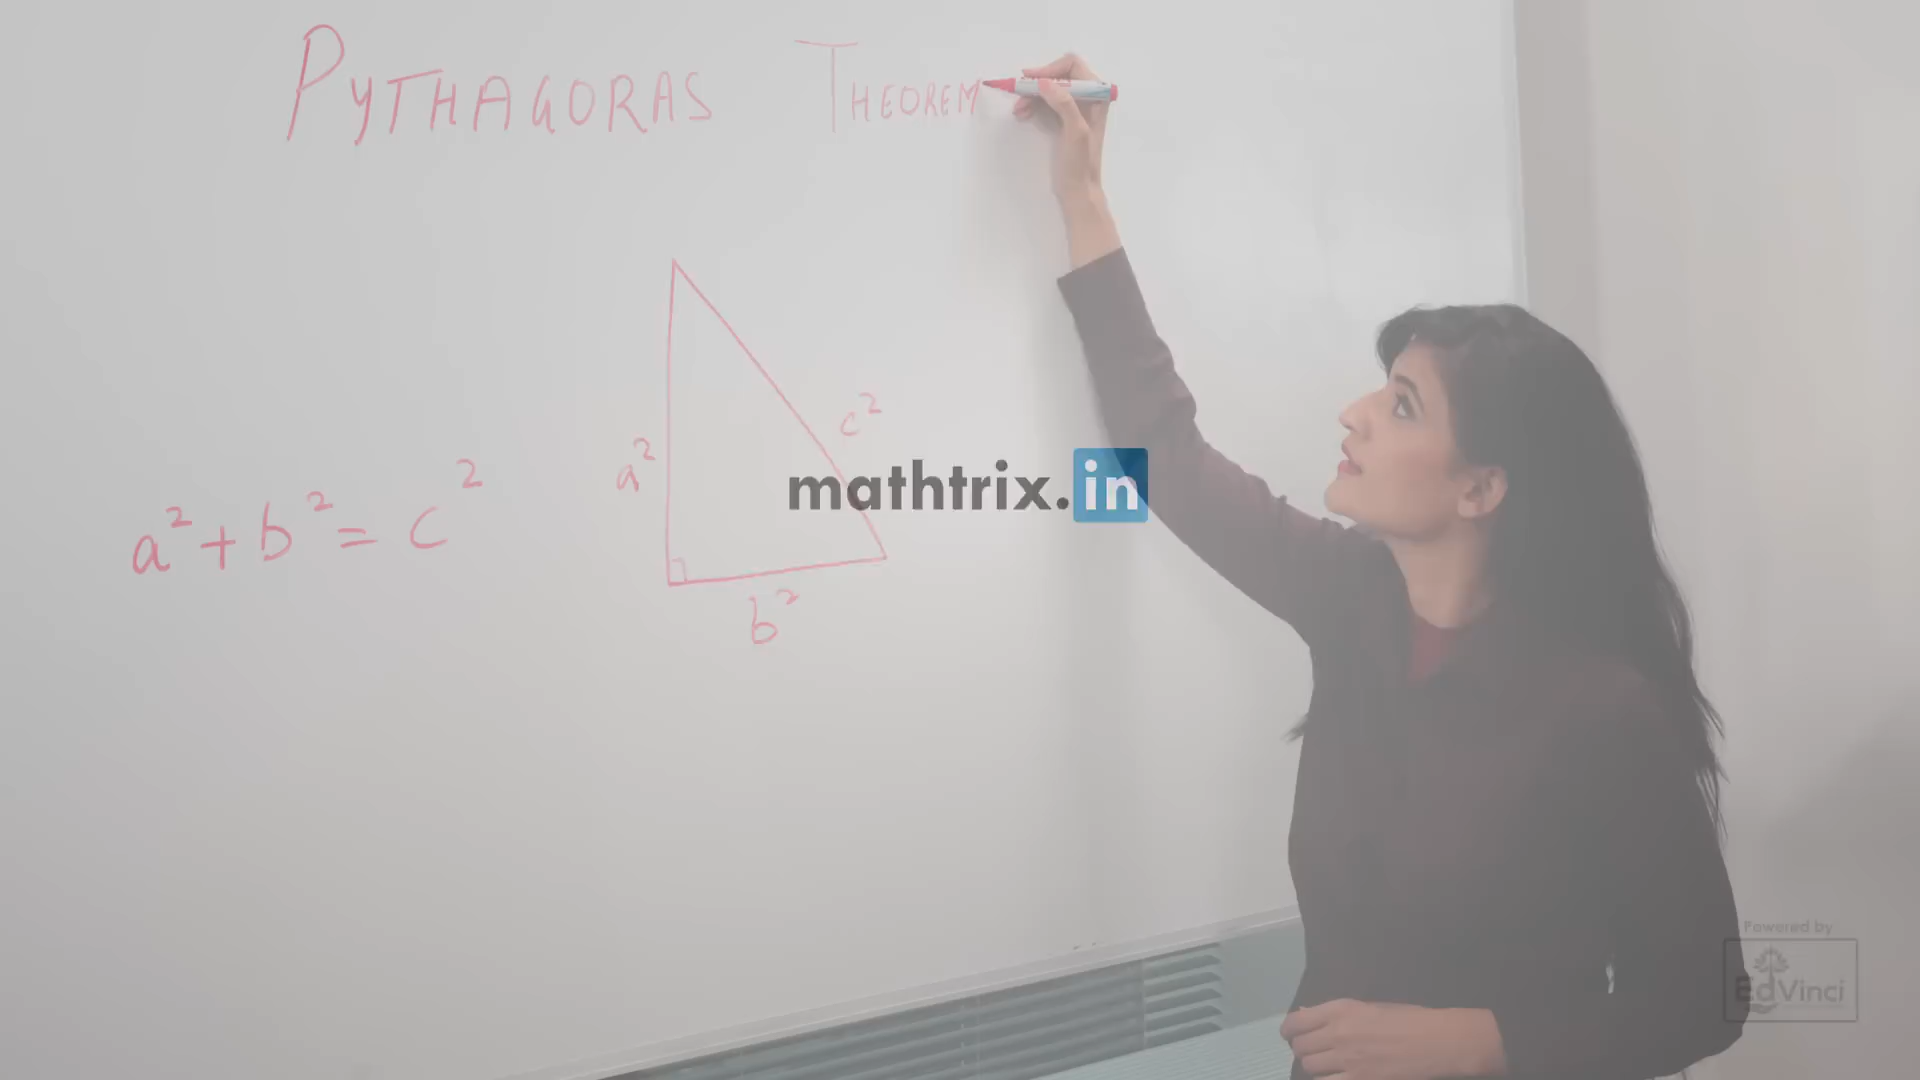 PYTHAGORAS THEOREM
c²
a²
mathtrix.in
a² + b² = c²
b²
Powered by
EdVinci